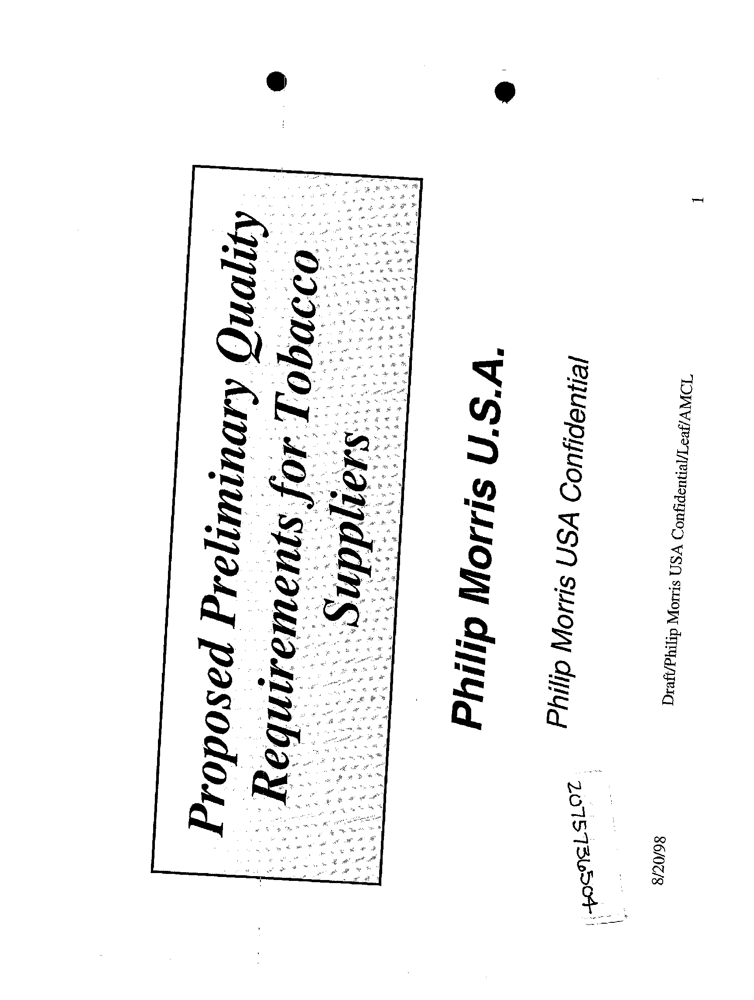 Proposed Preliminary Quality
Requirements for Tobacco
Suppliers
Philip Morris U.S.A.
Philip Morris USA Confidential
2075736504
8/20/98
Draft/Philip Morris USA Confidential/Leaf/AMCL
1